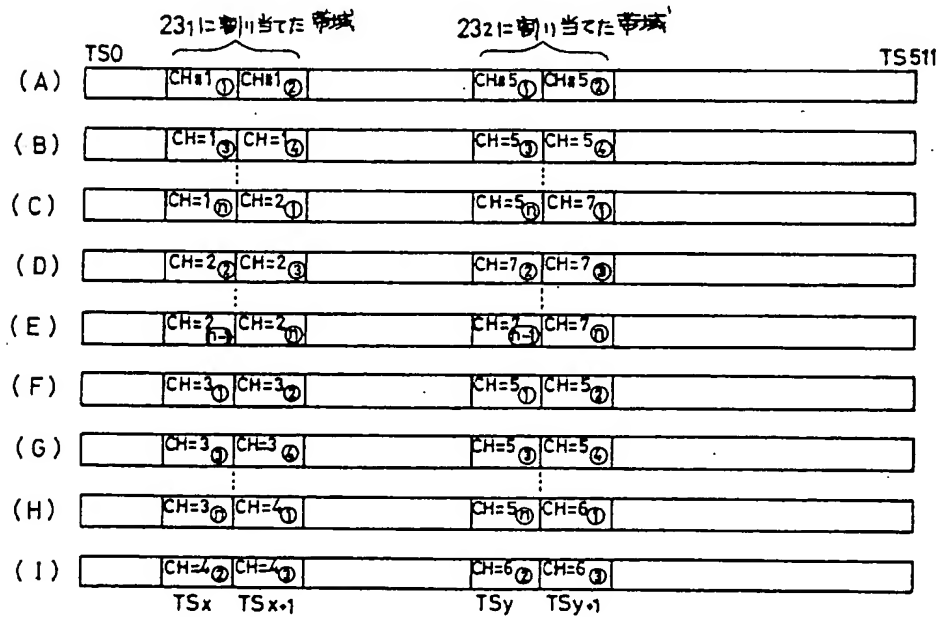 23₁に割り当てた帯域 23₂に割り当てた帯域
TS0 TS511
(A) CH=1① CH=1② CH=5① CH=5②
(B) CH=1③ CH=1④ CH=5③ CH=5④
(C) CH=1ⓝ CH=2① CH=5ⓝ CH=7①
(D) CH=2② CH=2③ CH=7② CH=7③
(E) CH=2 n-1 CH=2ⓝ CH=7 n-1 CH=7ⓝ
(F) CH=3① CH=3② CH=5① CH=5②
(G) CH=3③ CH=3④ CH=5③ CH=5④
(H) CH=3ⓝ CH=4① CH=5ⓝ CH=6①
(I) CH=4② CH=4③ CH=6② CH=6③
TSx TSx+1 TSy TSy+1